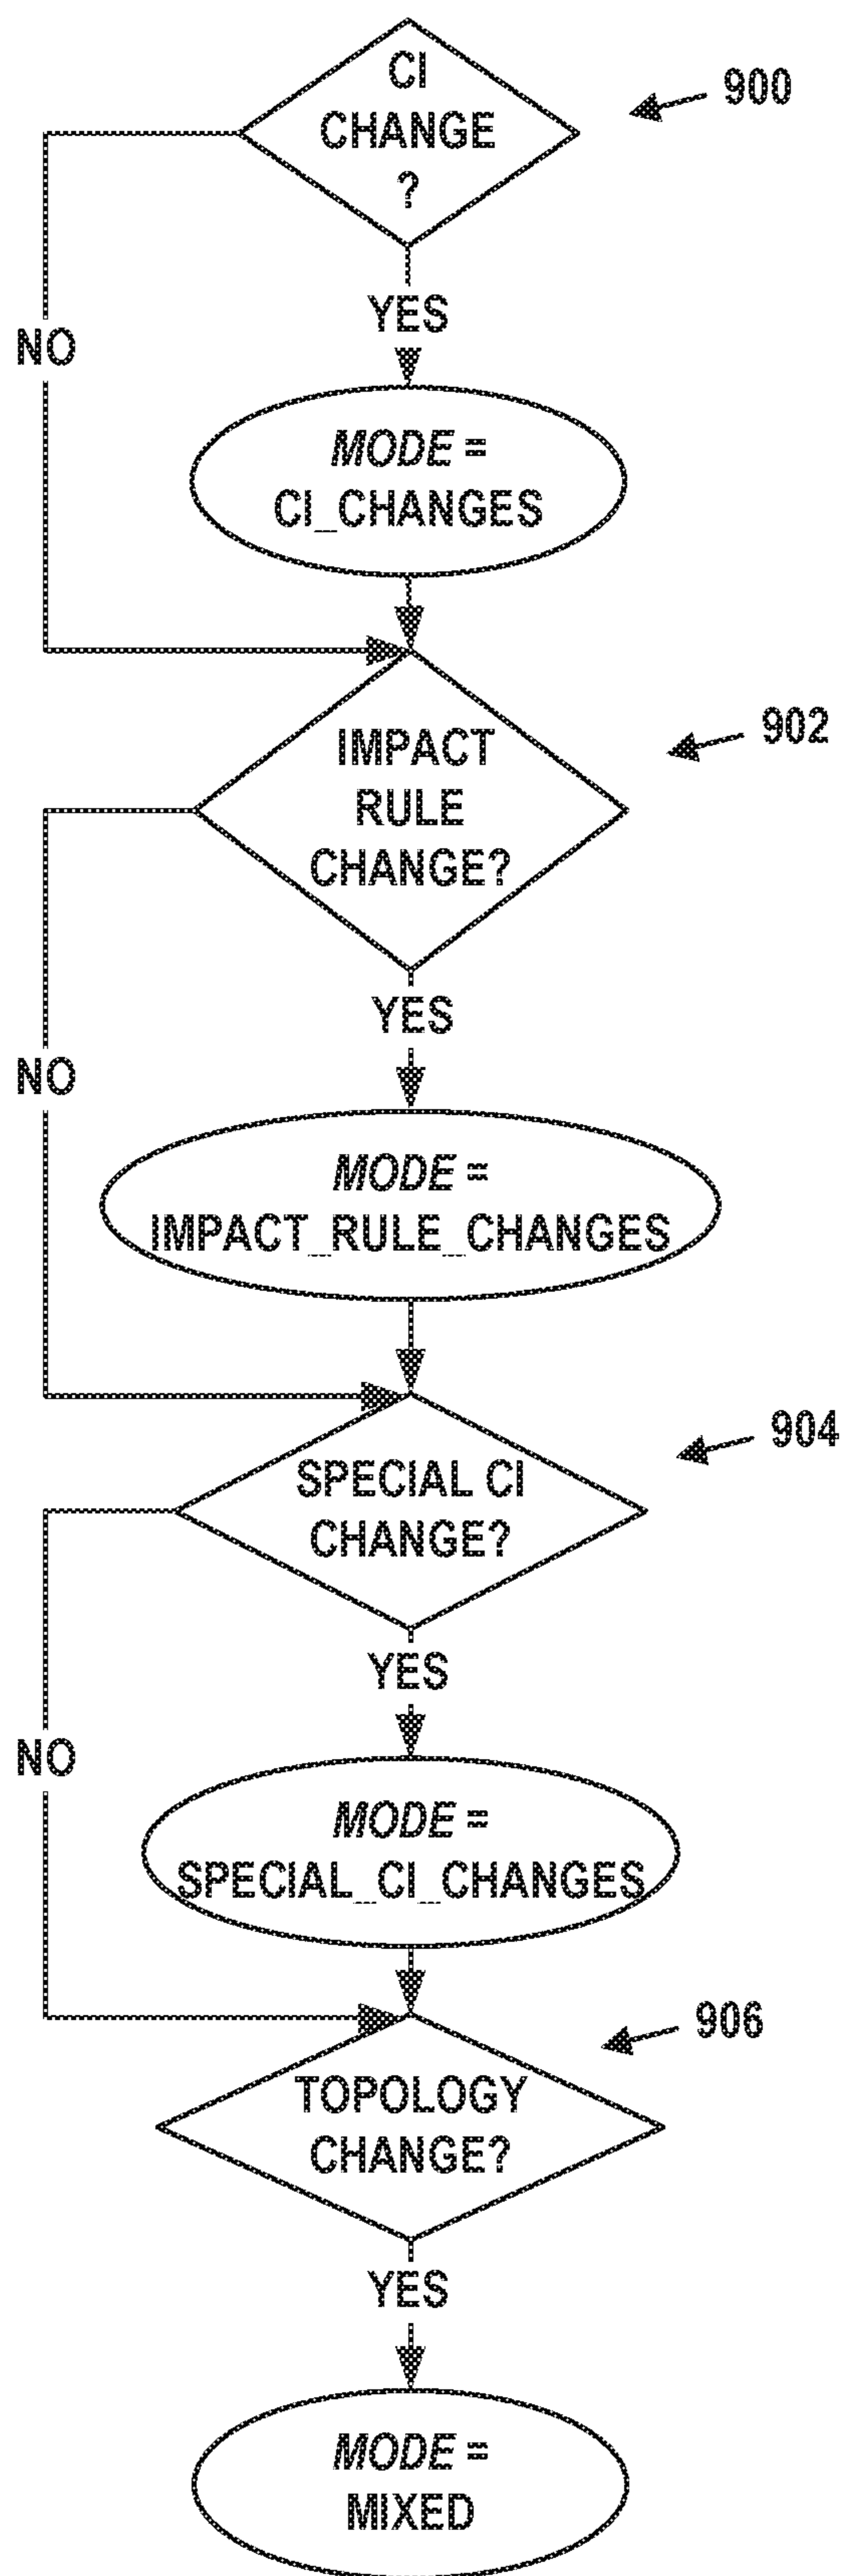 CI
CHANGE
?
900
YES
NO
MODE =
CI_CHANGES
IMPACT
RULE
CHANGE?
902
YES
NO
MODE =
IMPACT_RULE_CHANGES
SPECIAL CI
CHANGE?
904
YES
NO
MODE =
SPECIAL_CI_CHANGES
TOPOLOGY
CHANGE?
906
YES
MODE =
MIXED